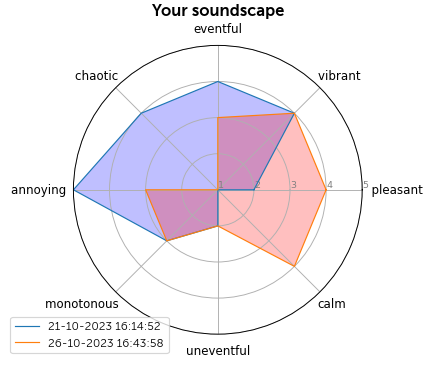 Your soundscape
eventful
chaotic
vibrant
annoying
1 2 3 4 5
pleasant
monotonous
calm
21-10-2023 16:14:52
26-10-2023 16:43:58
uneventful